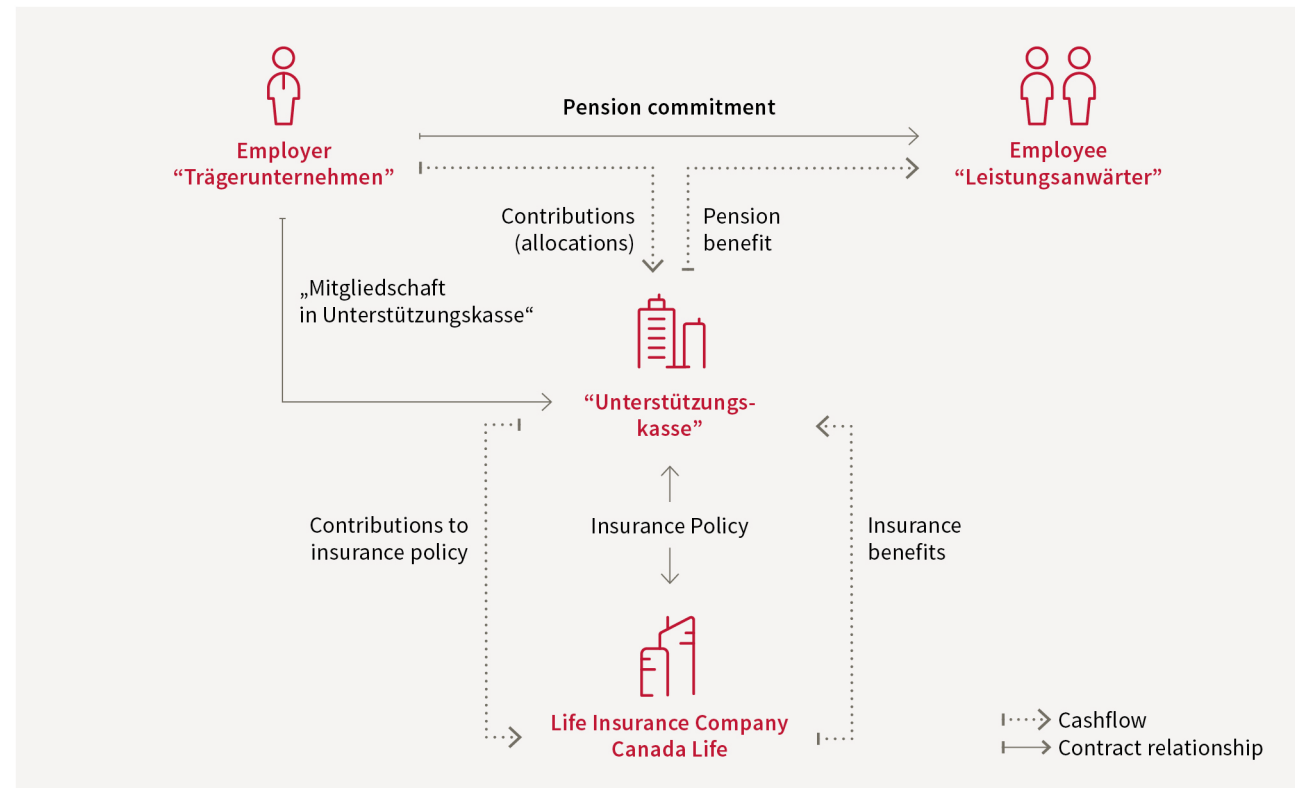 Pension commitment
Employer
“Trägerunternehmen”
Employee
“Leistungsanwärter”
Contributions
(allocations)
Pension
benefit
„Mitgliedschaft
in Unterstützungskasse“
“Unterstützungs-
kasse”
Contributions to
insurance policy
Insurance Policy
Insurance
benefits
Life Insurance Company
Canada Life
Cashflow
Contract relationship